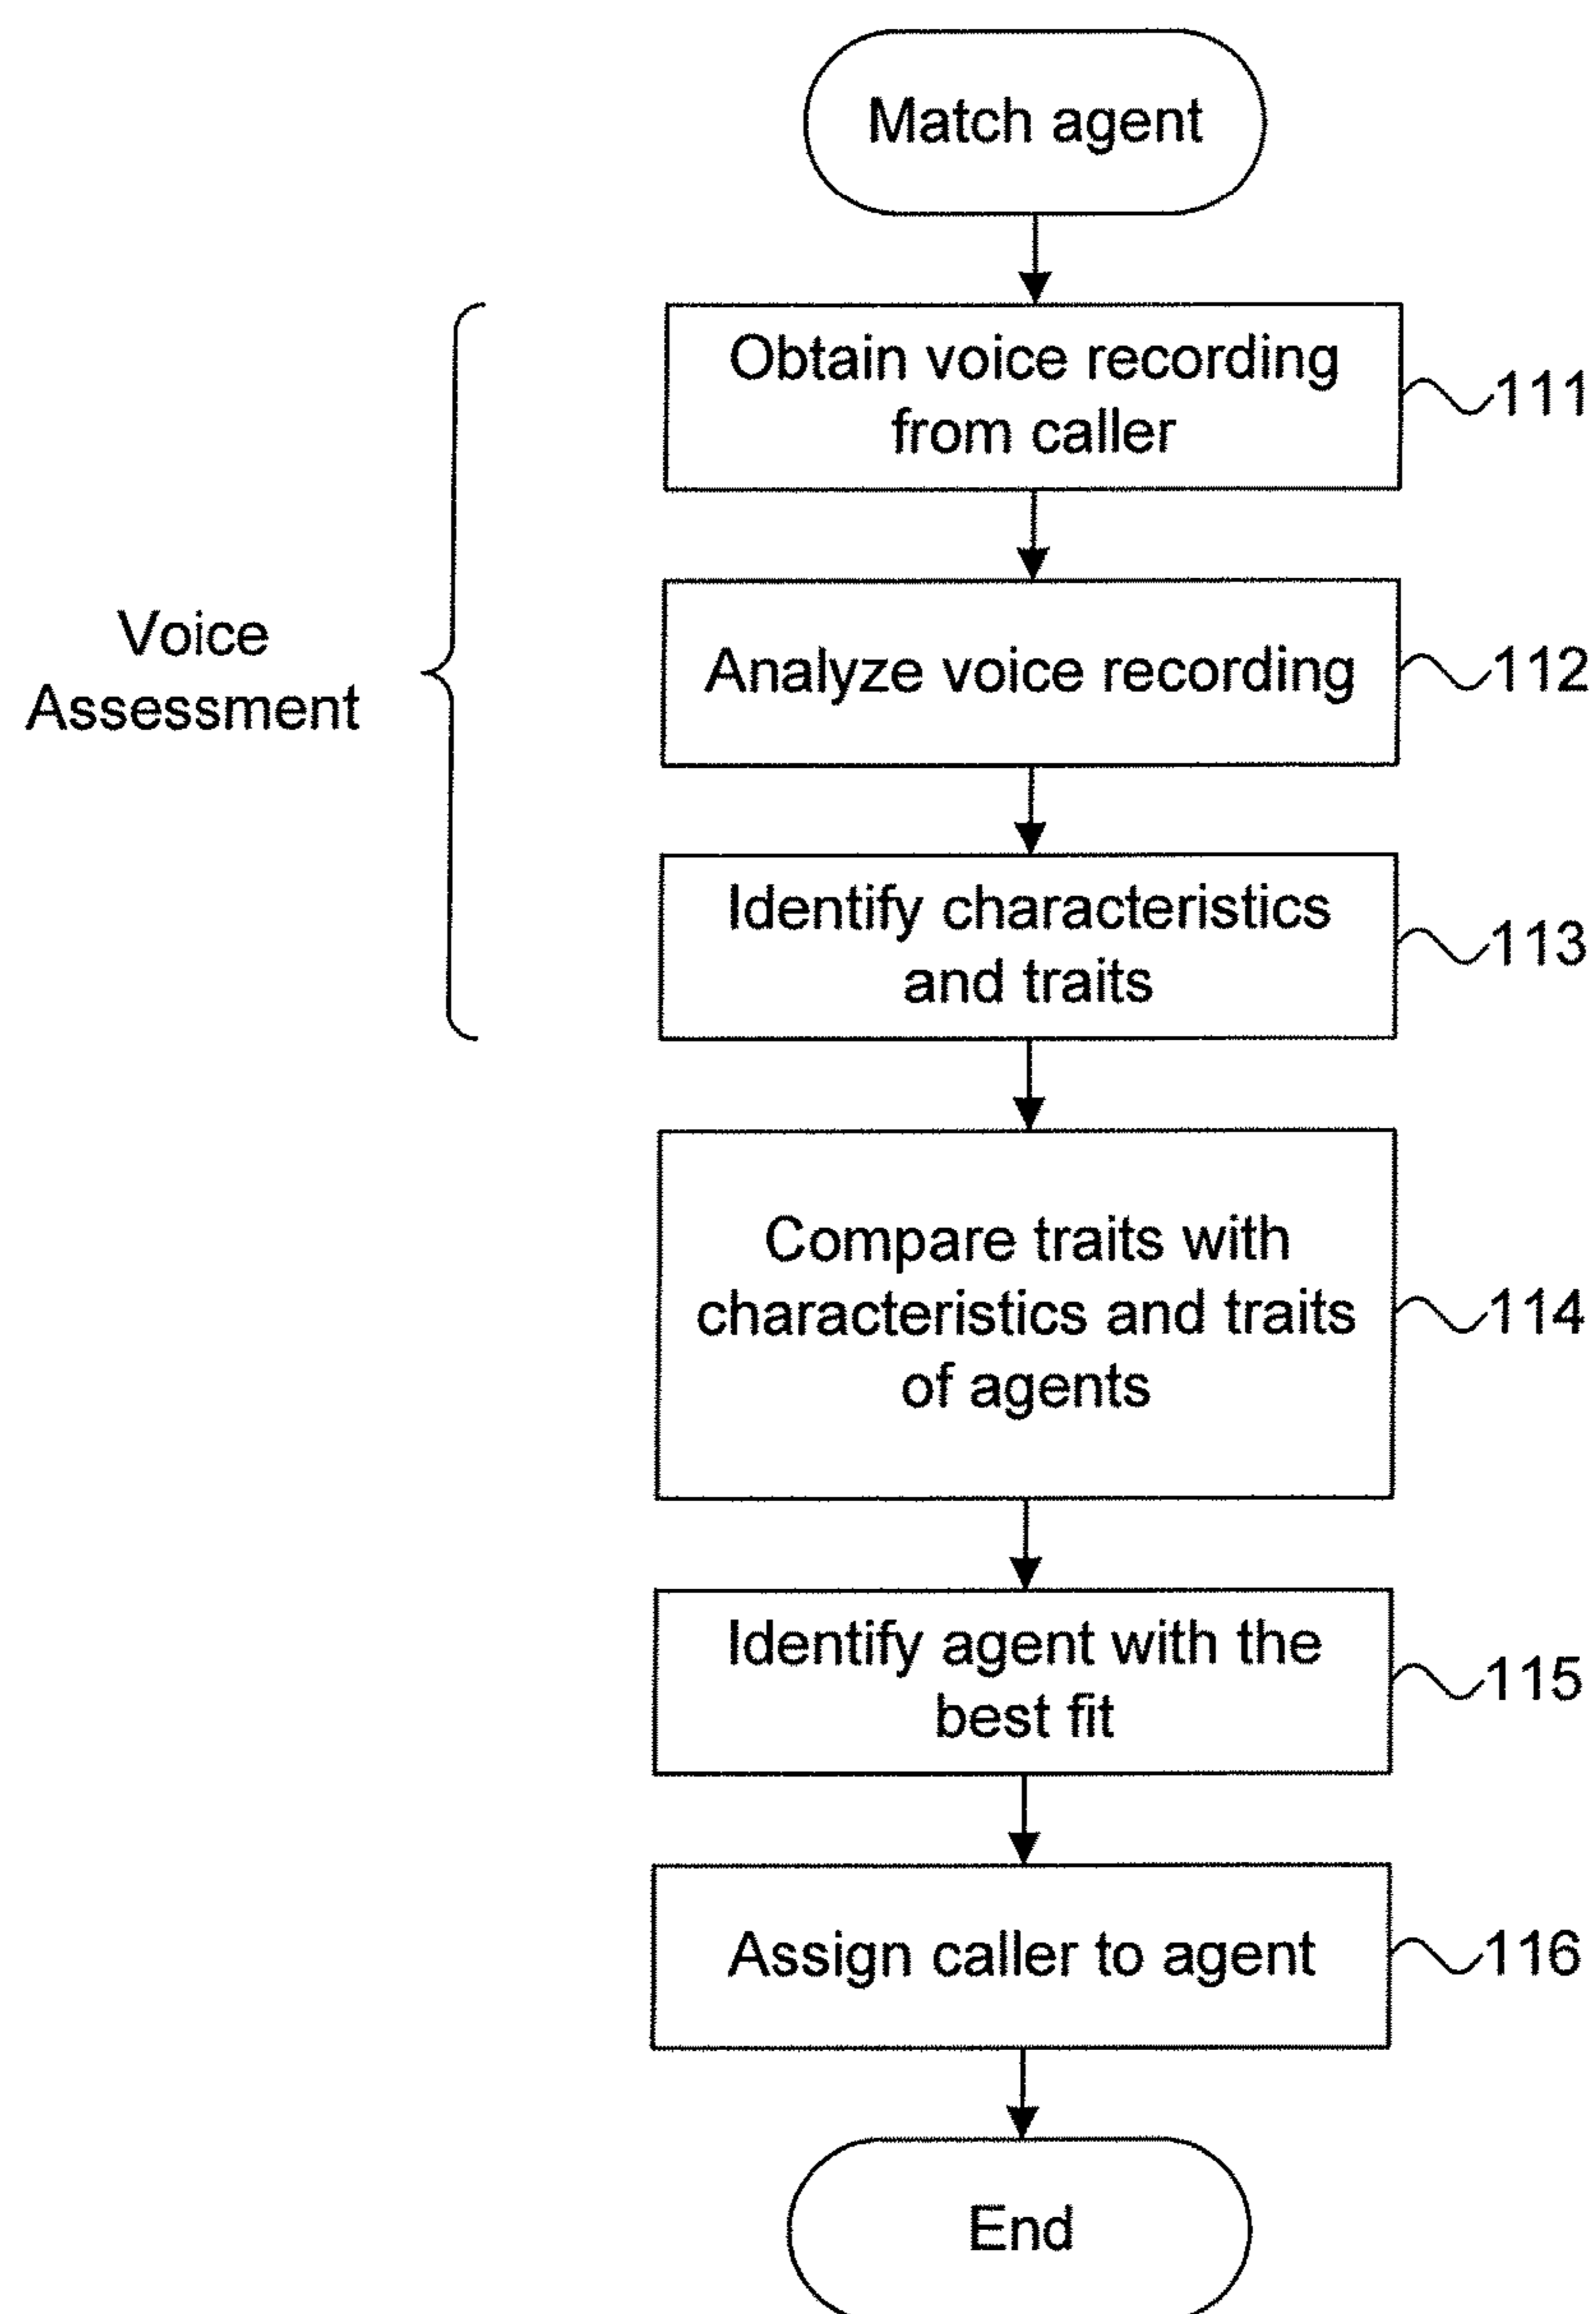 Match agent
Obtain voice recording
from caller
111
Voice
Assessment
Analyze voice recording
112
Identify characteristics
and traits
113
Compare traits with
characteristics and traits
of agents
114
Identify agent with the
best fit
115
Assign caller to agent
116
End